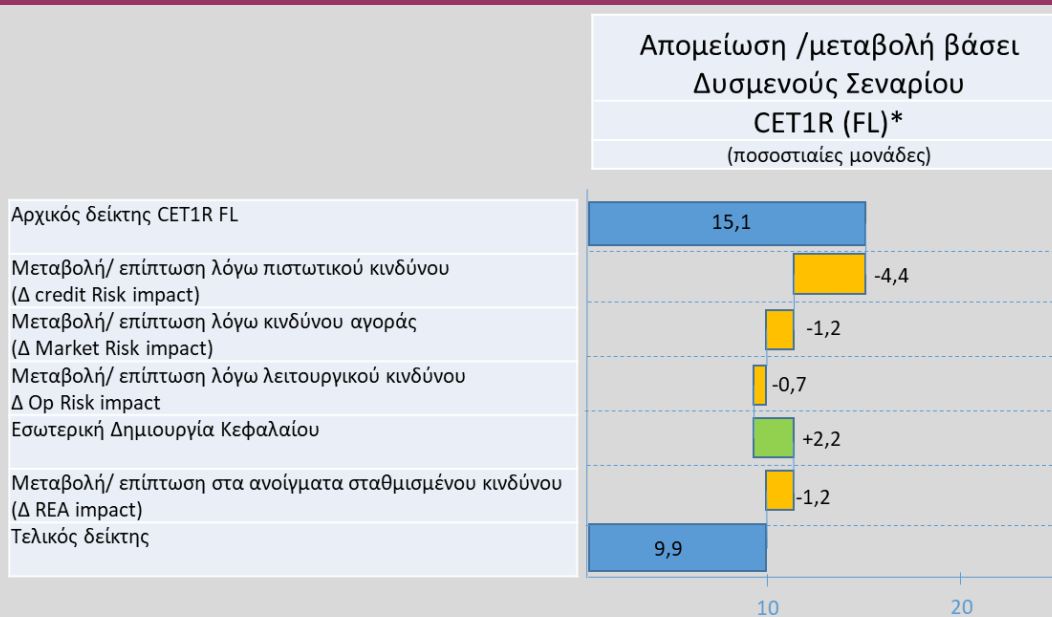 Απομείωση /μεταβολή βάσει
Δυσμενούς Σεναρίου
CET1R (FL)*
(ποσοστιαίες μονάδες)
Αρχικός δείκτης CET1R FL
15,1
Μεταβολή/ επίπτωση λόγω πιστωτικού κινδύνου
(Δ credit Risk impact)
-4,4
Μεταβολή/ επίπτωση λόγω κινδύνου αγοράς
(Δ Market Risk impact)
-1,2
Μεταβολή/ επίπτωση λόγω λειτουργικού κινδύνου
Δ Op Risk impact
-0,7
Εσωτερική Δημιουργία Κεφαλαίου
+2,2
Μεταβολή/ επίπτωση στα ανοίγματα σταθμισμένου κινδύνου
(Δ REA impact)
-1,2
Τελικός δείκτης
9,9
10
20